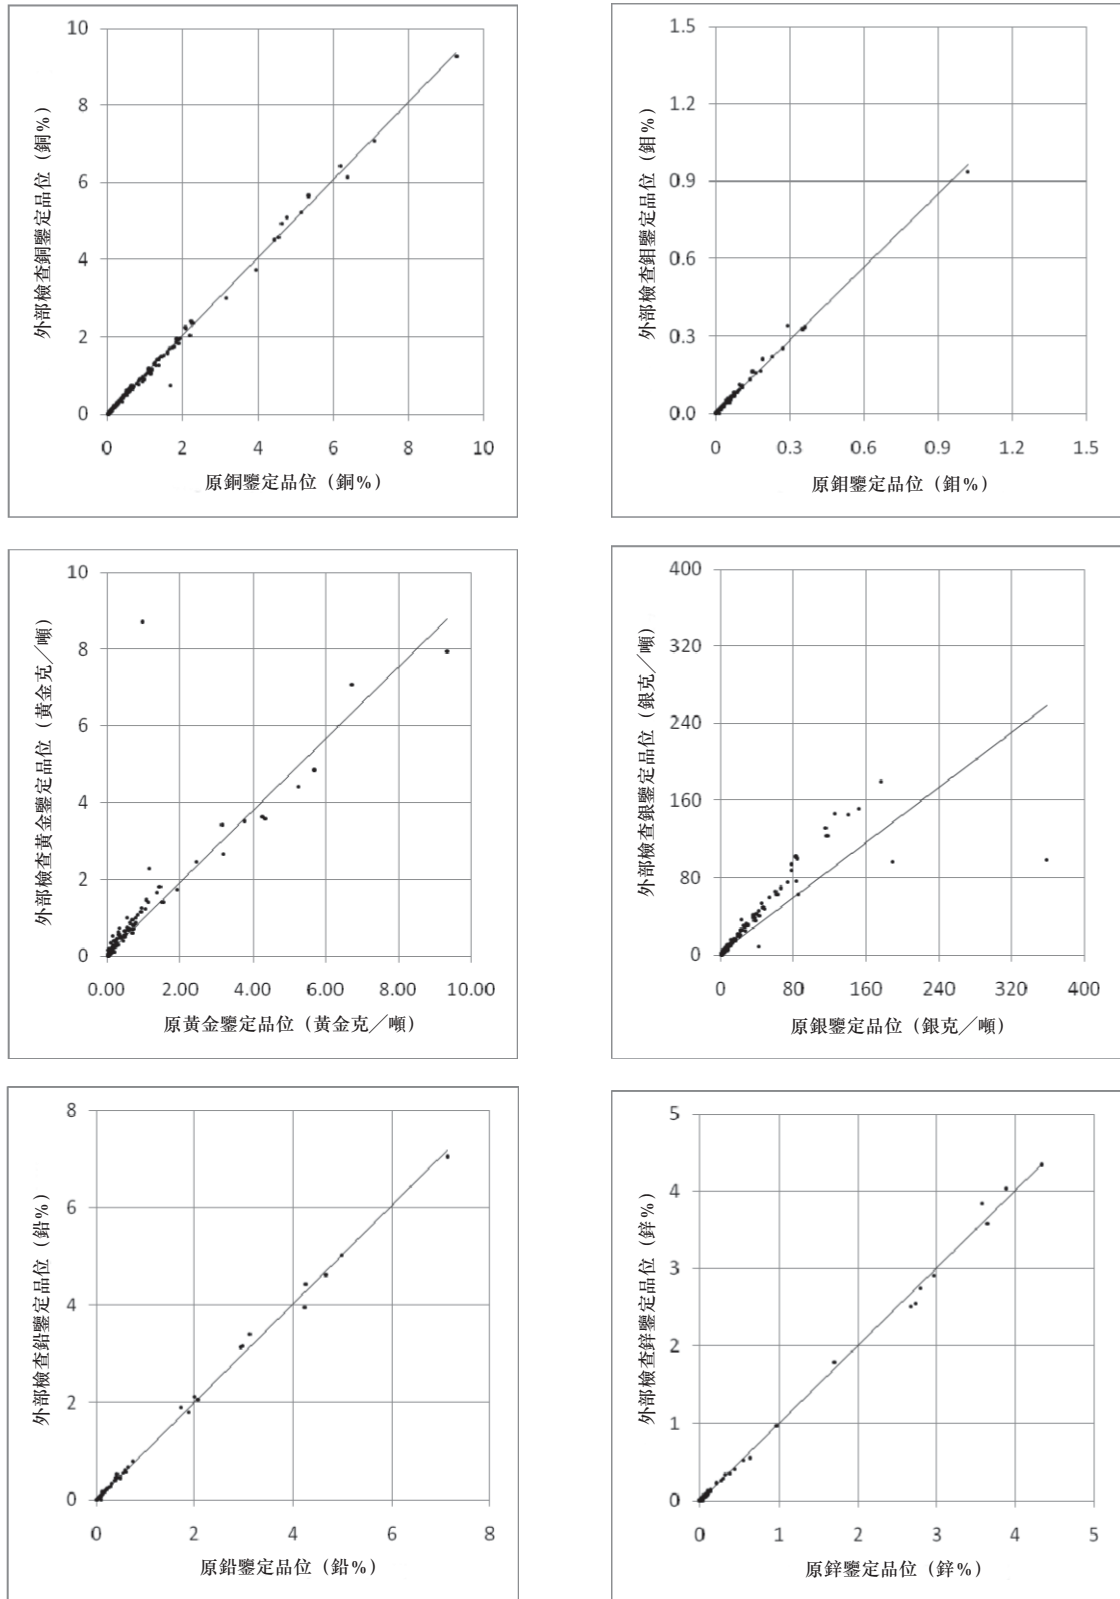 10
8
6
4
2
0
外部檢查銅鑒定品位（銅%）
0 2 4 6 8 10
原銅鑒定品位（銅%）
1.5
1.2
0.9
0.6
0.3
0.0
外部檢查鉬鑒定品位（鉬%）
0 0.3 0.6 0.9 1.2 1.5
原鉬鑒定品位（鉬%）
10
8
6
4
2
0
外部檢查黃金鑒定品位（黃金克／噸）
0.00 2.00 4.00 6.00 8.00 10.00
原黃金鑒定品位（黃金克／噸）
400
320
240
160
80
0
外部檢查銀鑒定品位（銀克／噸）
0 80 160 240 320 400
原銀鑒定品位（銀克／噸）
8
6
4
2
0
外部檢查鉛鑒定品位（鉛%）
0 2 4 6 8
原鉛鑒定品位（鉛%）
5
4
3
2
1
0
外部檢查鋅鑒定品位（鋅%）
0 1 2 3 4 5
原鋅鑒定品位（鋅%）